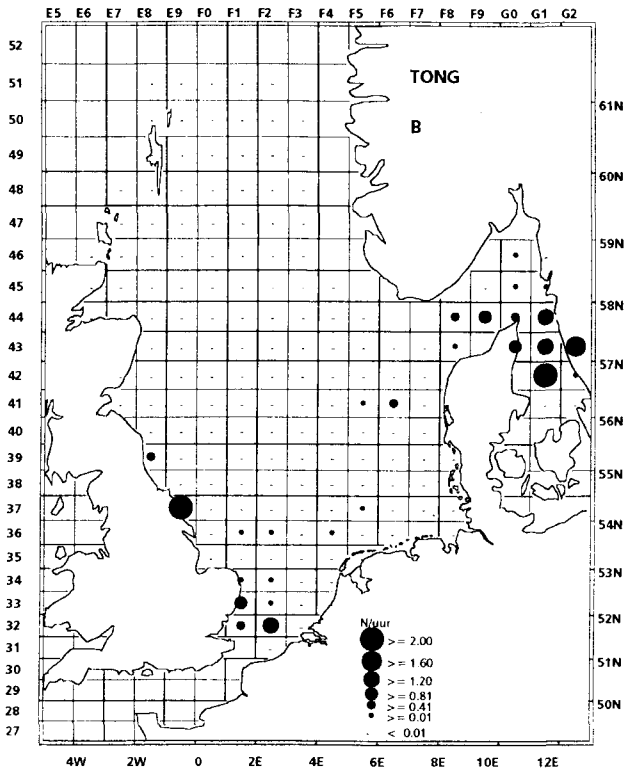 E5 E6 E7 E8 E9 F0 F1 F2 F3 F4 F5 F6 F7 F8 F9 G0 G1 G2
52
TONG
51
61N
50
B
49
60N
48
47
59N
46
45
58N
44
43
57N
42
41
56N
40
39
55N
38
37
54N
36
35
53N
34
33
52N
32
N/uur
>= 2.00
31
>= 1.60
51N
30
>= 1.20
29
>= 0.81
50N
>= 0.41
28
>= 0.01
27
< 0.01
4W 2W 0 2E 4E 6E 8E 10E 12E